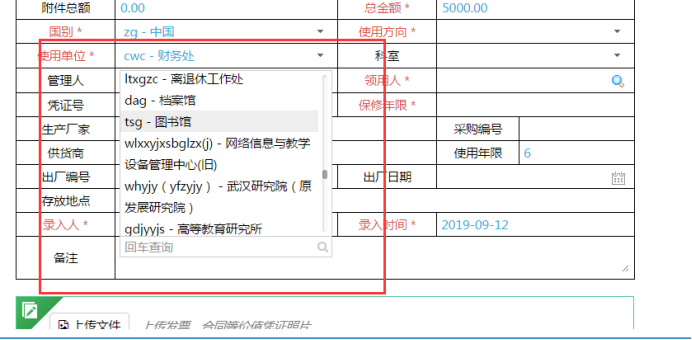 附件总额 0.00 总金额 * 5000.00
国别 * zg - 中国 使用方向 *
使用单位 * cwc - 财务处 科室
管理人 领用人 *
ltxgzc - 离退休工作处
凭证号 dag - 档案馆 保修年限 *
tsg - 图书馆
生产厂家 采购编号
wlxxyjxsbglzx(j) - 网络信息与教学
供货商 设备管理中心(旧) 使用年限 6
出厂编号 whyjy ( yfzyjy ) - 武汉研究院 ( 原 出厂日期
存放地点 发展研究院 )
录入人 * gdjyyjs - 高等教育研究所 录入时间 * 2019-09-12
回车查询
备注
上传文件 上传发票、合同等价值凭证照片